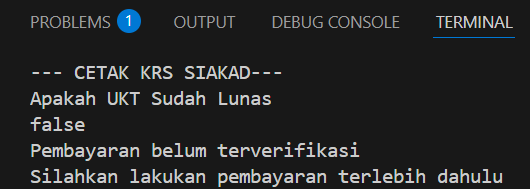 PROBLEMS 1 OUTPUT DEBUG CONSOLE TERMINAL
--- CETAK KRS SIAKAD---
Apakah UKT Sudah Lunas
false
Pembayaran belum terverifikasi
Silahkan lakukan pembayaran terlebih dahulu